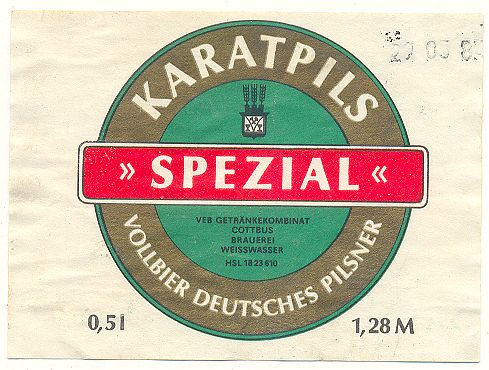 KARATPILS
» SPEZIAL «
VEB GETRÄNKEKOMBINAT
COTTBUS
BRAUEREI
WEISSWASSER
HSL 18 23 610
VOLLBIER DEUTSCHES PILSNER
0,5 l
1,28 M